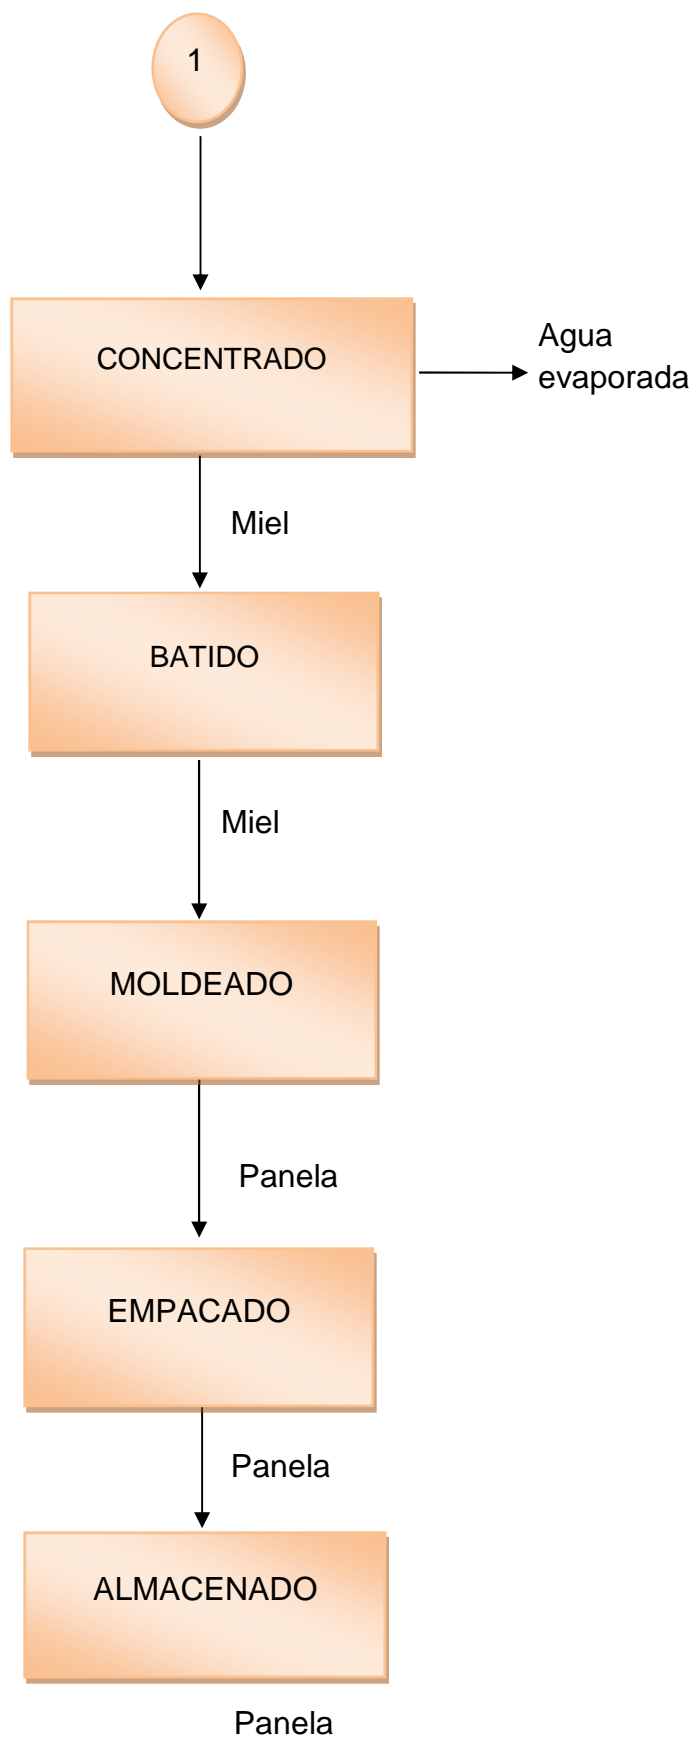 1
CONCENTRADO
Agua
evaporada
Miel
BATIDO
Miel
MOLDEADO
Panela
EMPACADO
Panela
ALMACENADO
Panela